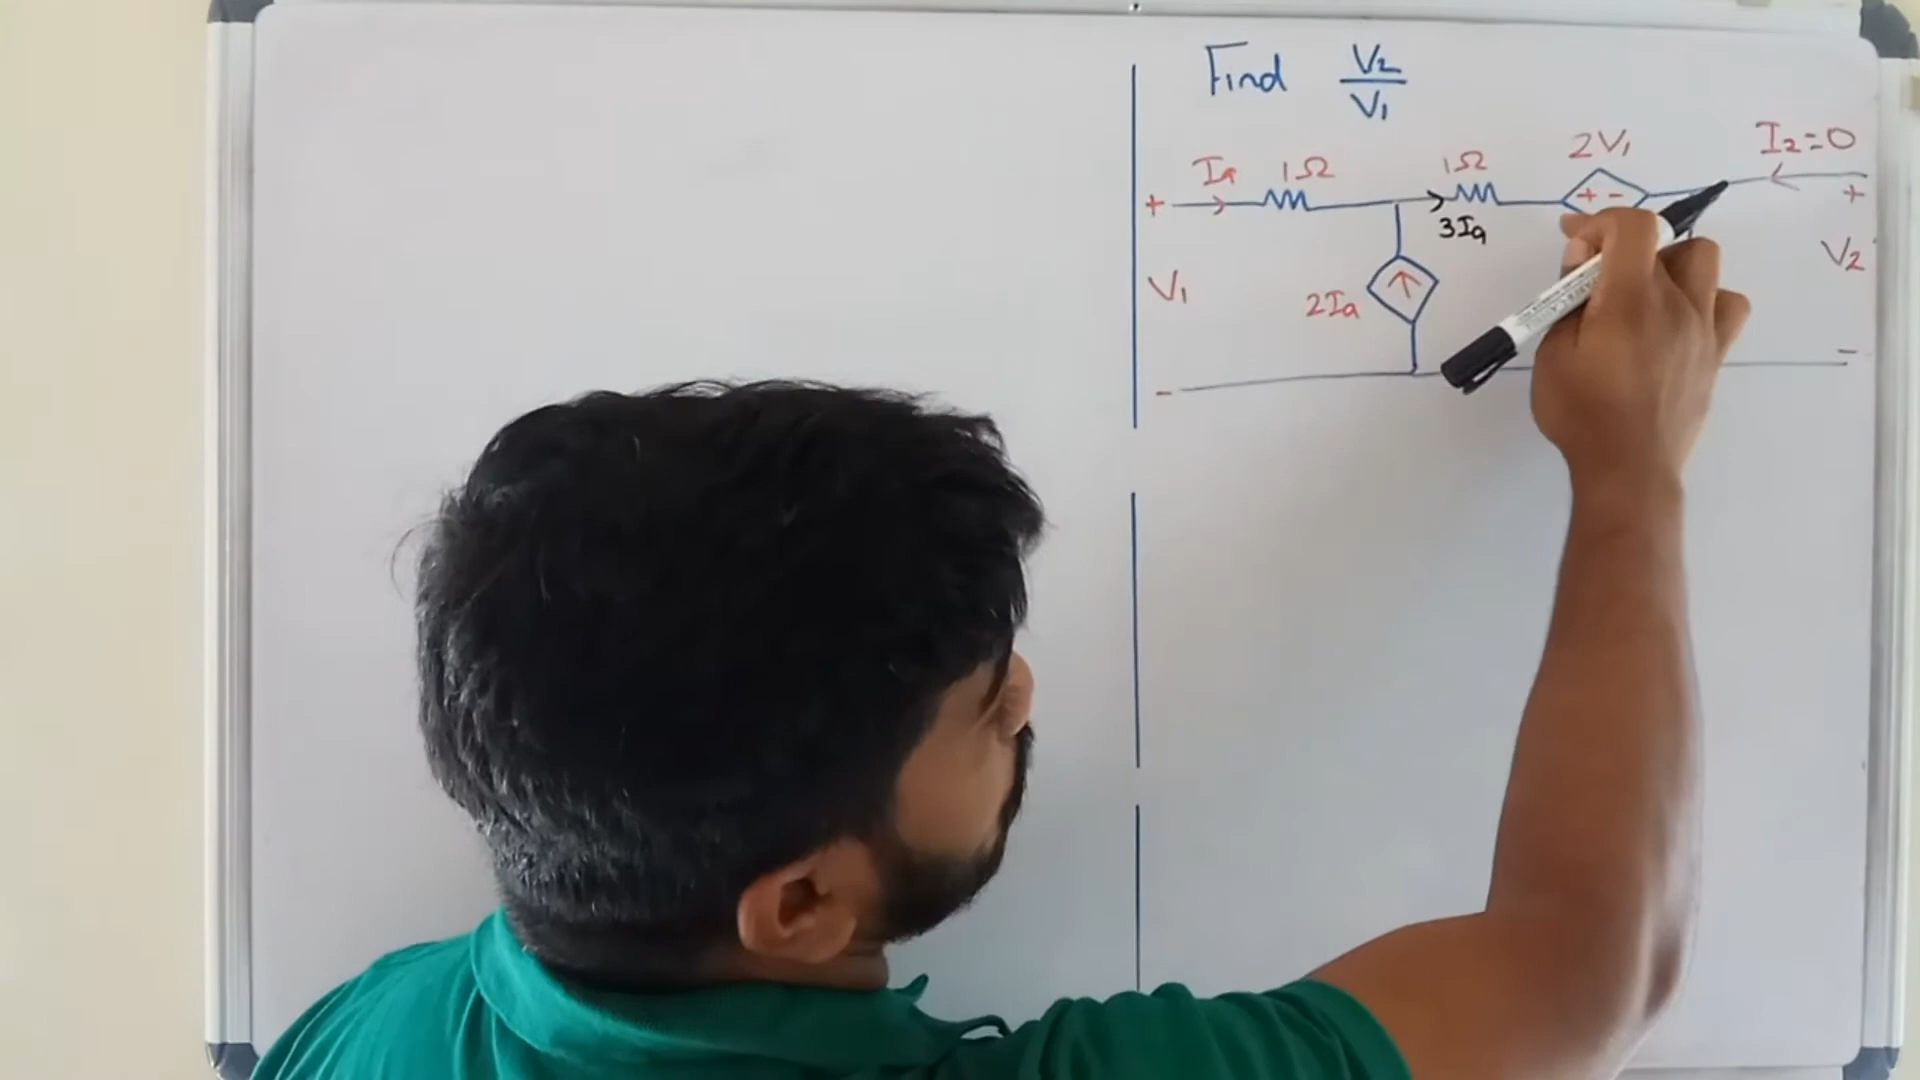 Find V₂/V₁
Ia 1Ω 1Ω 2V₁ I₂=0
+ + - +
3Ia
V₁ 2Ia V₂
- -